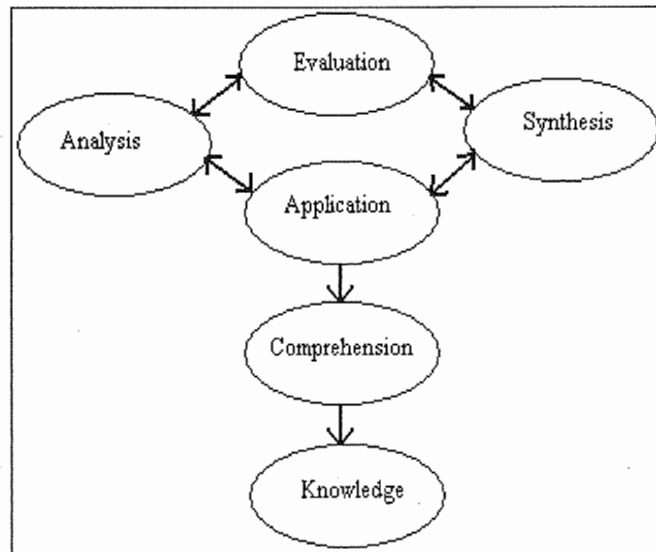 Evaluation
Analysis
Synthesis
Application
Comprehension
Knowledge